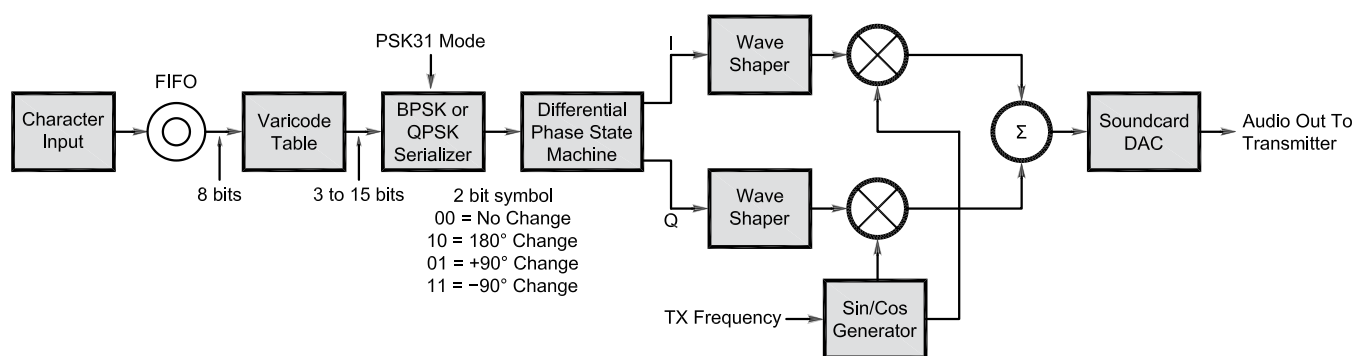 PSK31 Mode
FIFO
Character
Input
8 bits
Varicode
Table
3 to 15 bits
BPSK or
QPSK
Serializer
2 bit symbol
00 = No Change
10 = 180° Change
01 = +90° Change
11 = −90° Change
Differential
Phase State
Machine
I
Q
Wave
Shaper
Wave
Shaper
TX Frequency
Sin/Cos
Generator
Σ
Soundcard
DAC
Audio Out To
Transmitter